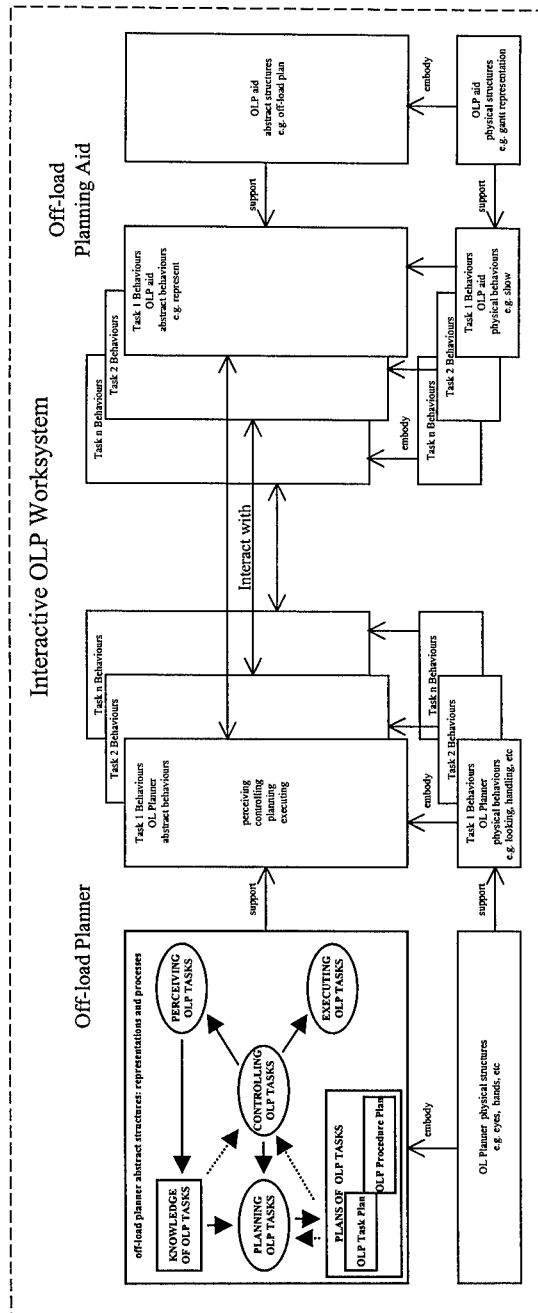 Interactive OLP Worksystem
Off-load Planner
off-load planner abstract structures: representations and processes
KNOWLEDGE
OF OLP TASKS
PERCEIVING
OLP TASKS
CONTROLLING
OLP TASKS
PLANNING
OLP TASKS
EXECUTING
OLP TASKS
PLANS OF OLP TASKS
OLP Task Plan
OLP Procedure Plan
embody
OL Planner physical structures
e.g. eyes, hands, etc
support
support
Task n Behaviours
Task 2 Behaviours
Task 1 Behaviours
OL Planner
abstract behaviours
perceiving
controlling
planning
executing
embody
Task n Behaviours
Task 2 Behaviours
Task 1 Behaviours
OL Planner
physical behaviours
e.g. looking, handling, etc
Interact with
Off-load
Planning Aid
Task n Behaviours
Task 2 Behaviours
Task 1 Behaviours
OLP aid
abstract behaviours
e.g. represent
embody
Task n Behaviours
Task 2 Behaviours
Task 1 Behaviours
OLP aid
physical behaviours
e.g. show
support
support
OLP aid
abstract structures
e.g. off-load plan
embody
OLP aid
physical structures
e.g. gantt representation